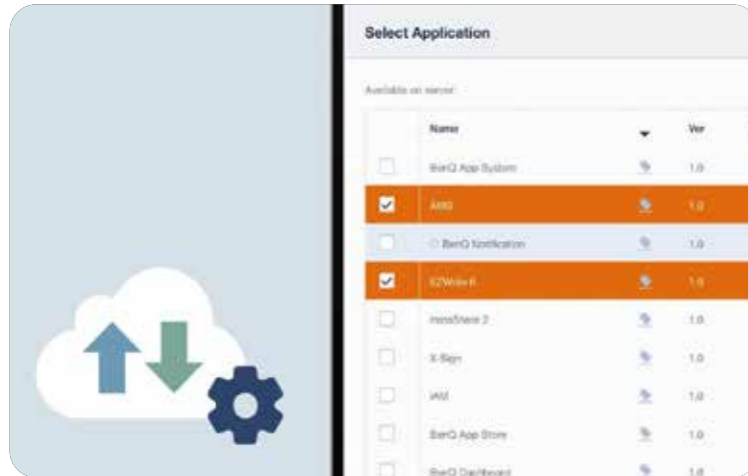 Select Application
Available on server:
Name Ver
BenQ App System 1.0
AMS 1.0
BenQ Notification 1.0
EZWrite 6 1.0
InstaShare 2 1.0
X-Sign 1.0
1.0
BenQ App Store 1.0
BenQ Dashboard 1.0